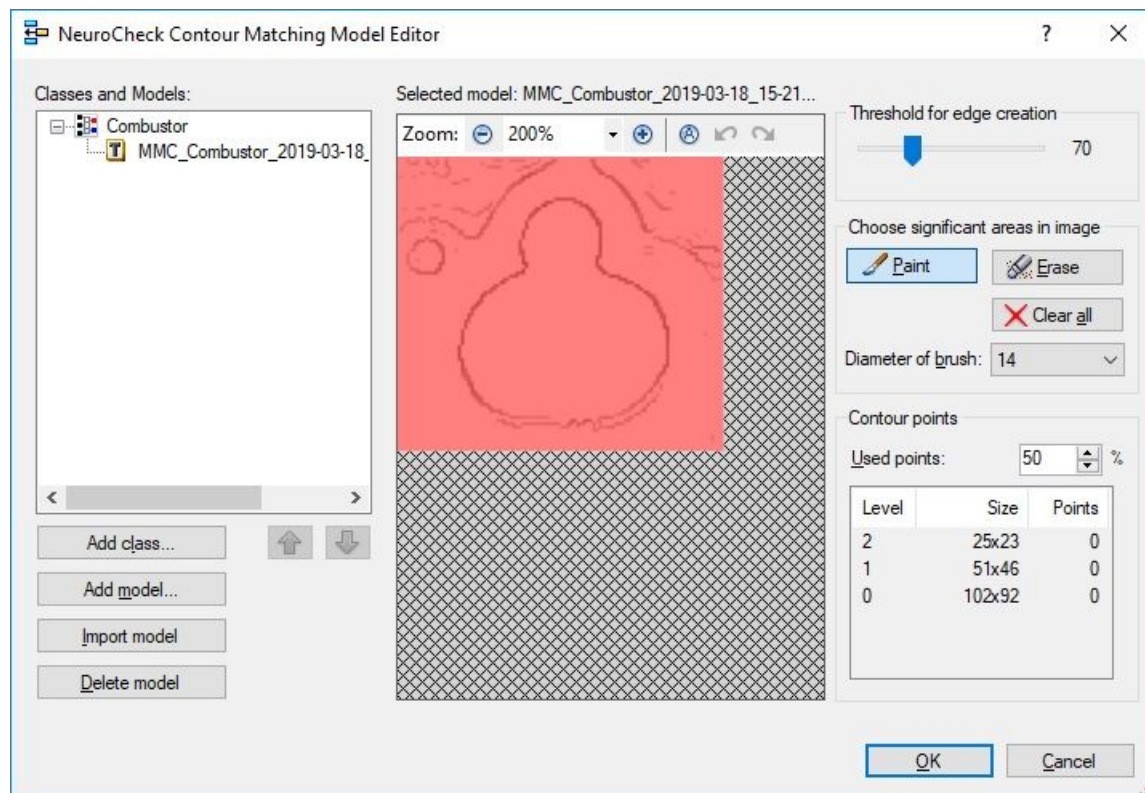 NeuroCheck Contour Matching Model Editor
?
Classes and Models:
Combustor
MMC_Combustor_2019-03-18_
Add class...
Add model...
Import model
Delete model
Selected model: MMC_Combustor_2019-03-18_15-21...
Zoom: 200%
Threshold for edge creation
70
Choose significant areas in image
Paint
Erase
Clear all
Diameter of brush: 14
Contour points
Used points: 50 %
Level Size Points
2 25x23 0
1 51x46 0
0 102x92 0
OK
Cancel